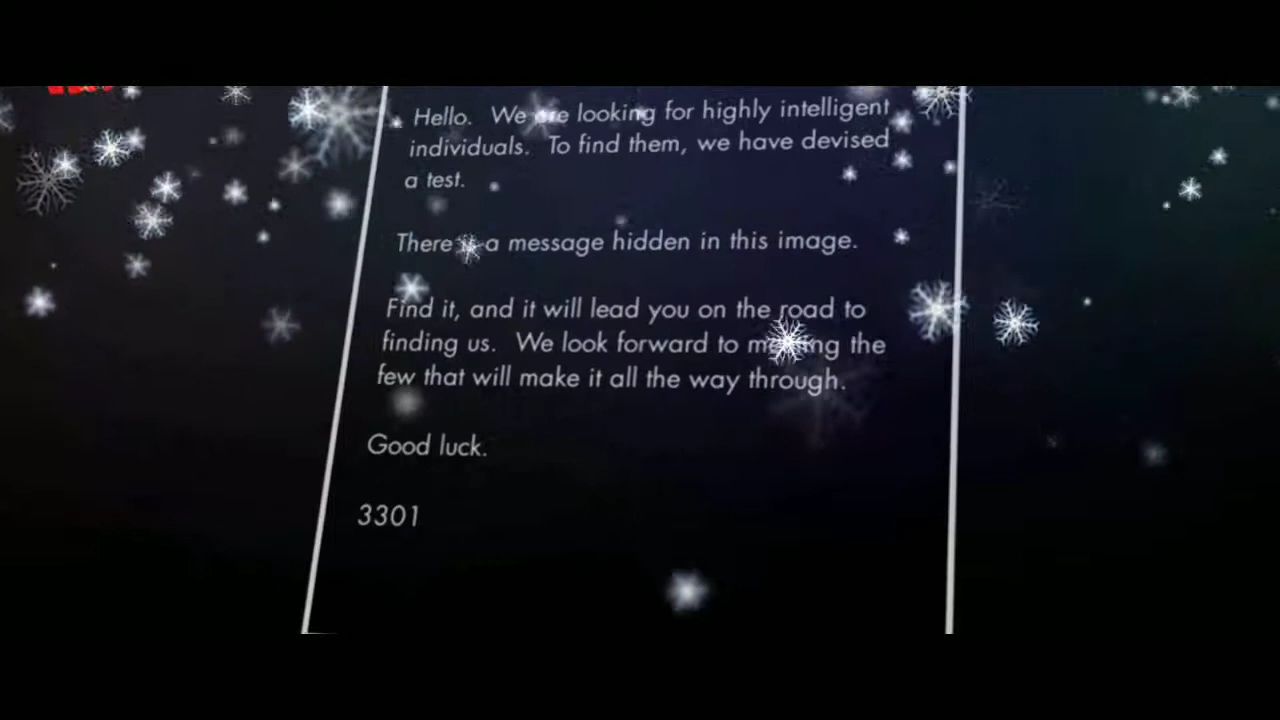 Hello. We are looking for highly intelligent
individuals. To find them, we have devised
a test.
There is a message hidden in this image.
Find it, and it will lead you on the road to
finding us. We look forward to meeting the
few that will make it all the way through.
Good luck.
3301